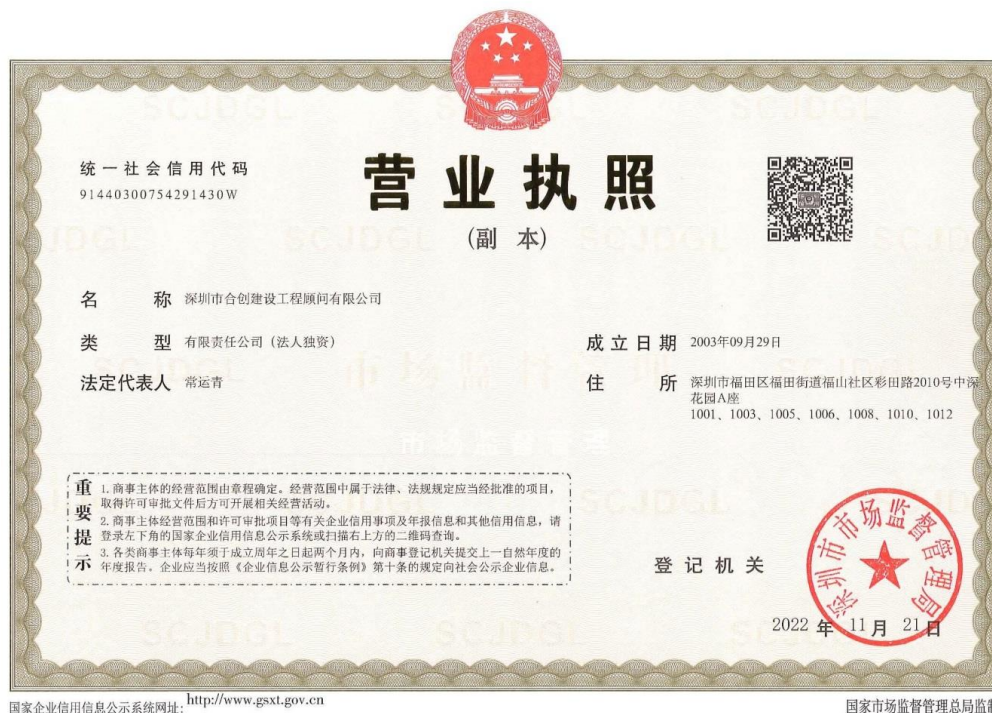 统一社会信用代码
91440300754291430W
营业执照
(副 本)
名 称 深圳市合创建设工程顾问有限公司
类 型 有限责任公司(法人独资)
法定代表人 常运青
成立日期 2003年09月29日
住 所 深圳市福田区福田街道福山社区彩田路2010号中深
花园A座
1001、1003、1005、1006、1008、1010、1012
重要提示
1.商事主体的经营范围由章程确定。经营范围中属于法律、法规规定应当经批准的项目,
取得许可审批文件后方可开展相关经营活动。
2.商事主体经营范围和许可审批项目等有关企业信用事项及年报信息和其他信用信息,请
登录左下角的国家企业信用信息公示系统或扫描右上方的二维码查询。
3.各类商事主体每年须于成立周年之日起两个月内,向商事登记机关提交上一自然年度的
年度报告。企业应当按照《企业信息公示暂行条例》第十条的规定向社会公示企业信息。
登记机关
深圳市市场监督管理局
2022 年 11 月 21 日
国家企业信用信息公示系统网址: http://www.gsxt.gov.cn
国家市场监督管理总局监制
SCJDGL
市场监督管理